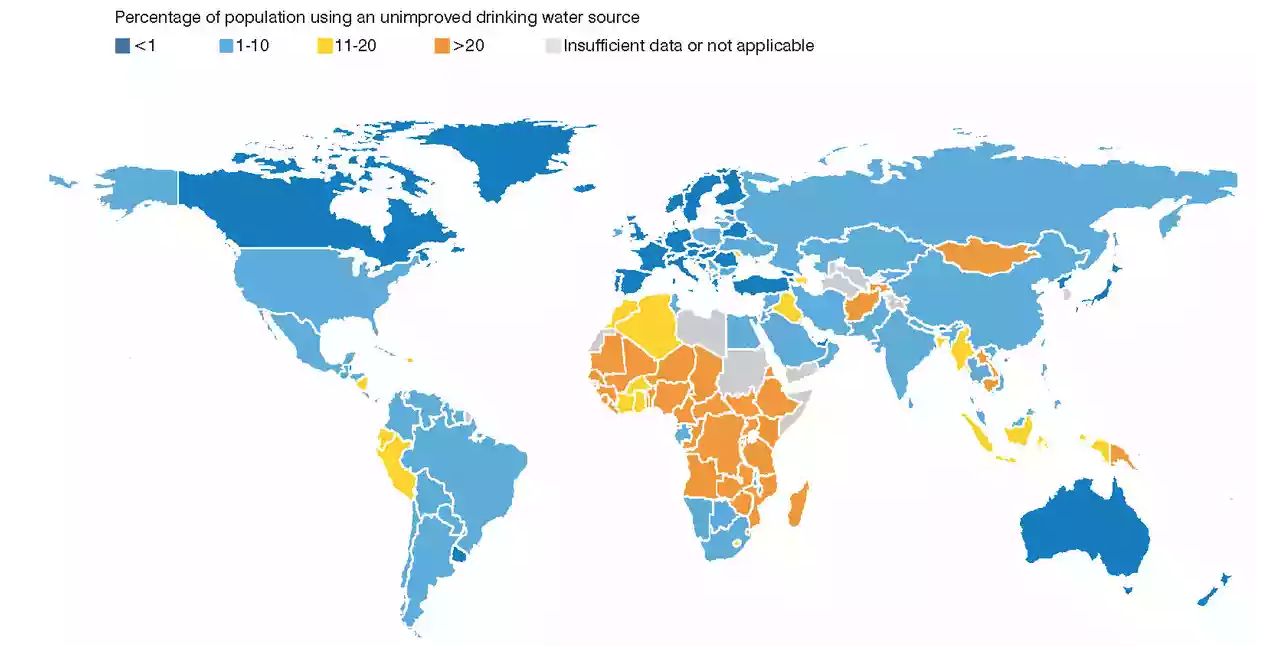 Percentage of population using an unimproved drinking water source
<1 1-10 11-20 >20 Insufficient data or not applicable